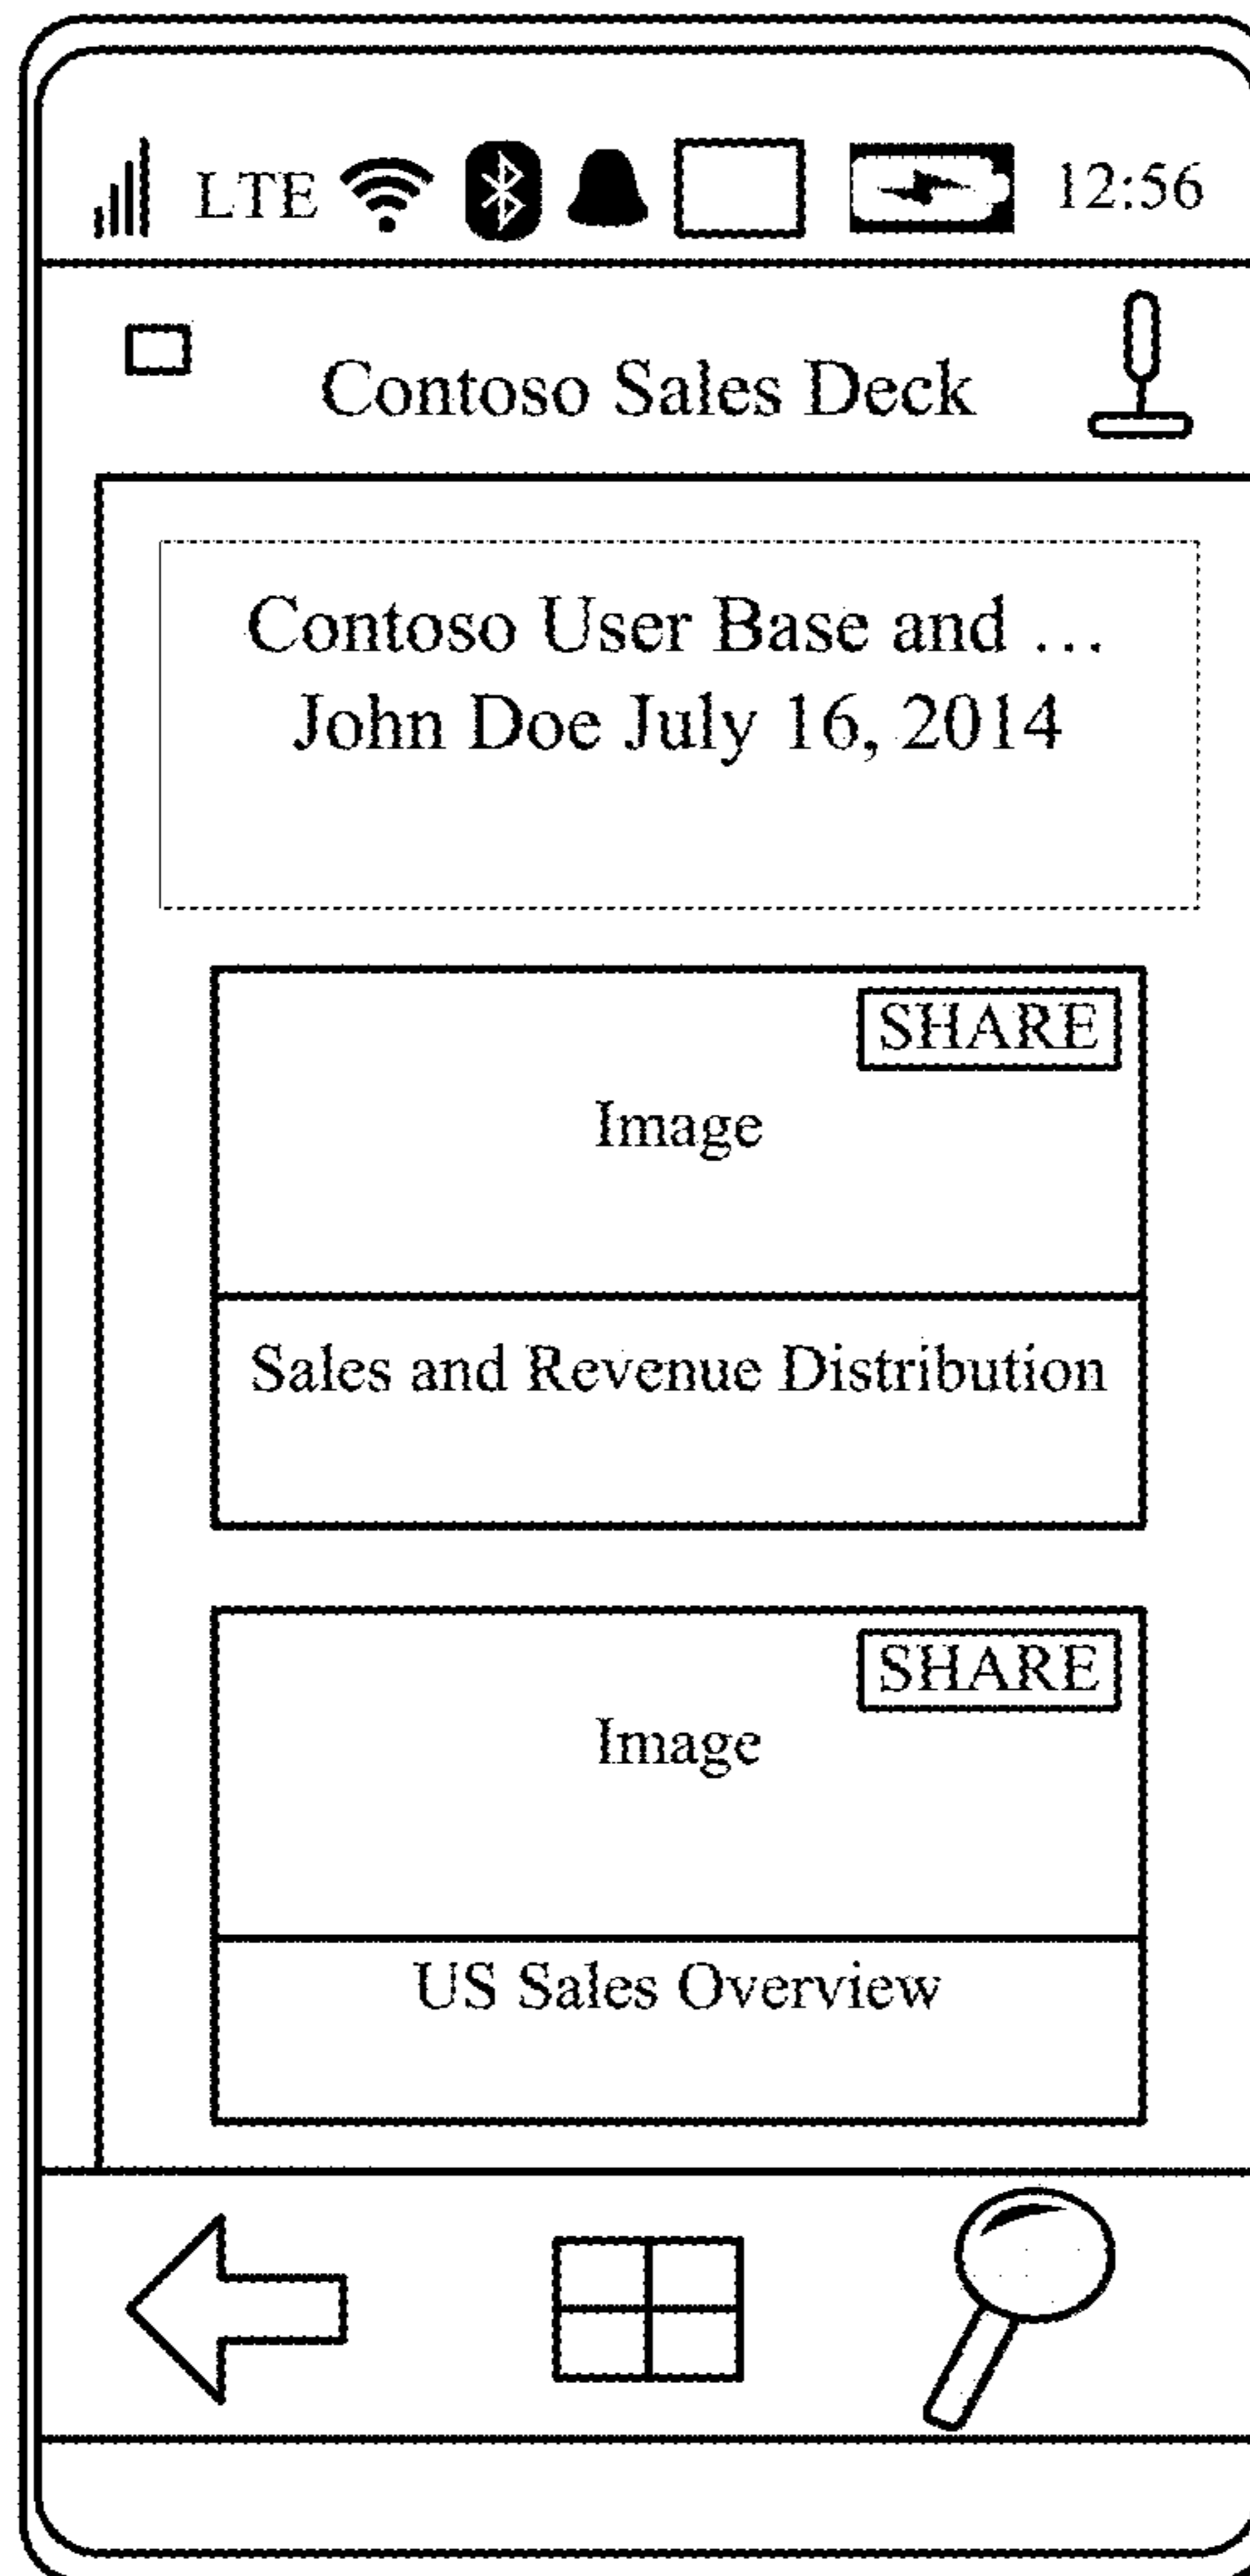 LTE 12:56
Contoso Sales Deck
Contoso User Base and ...
John Doe July 16, 2014
SHARE
Image
Sales and Revenue Distribution
SHARE
Image
US Sales Overview